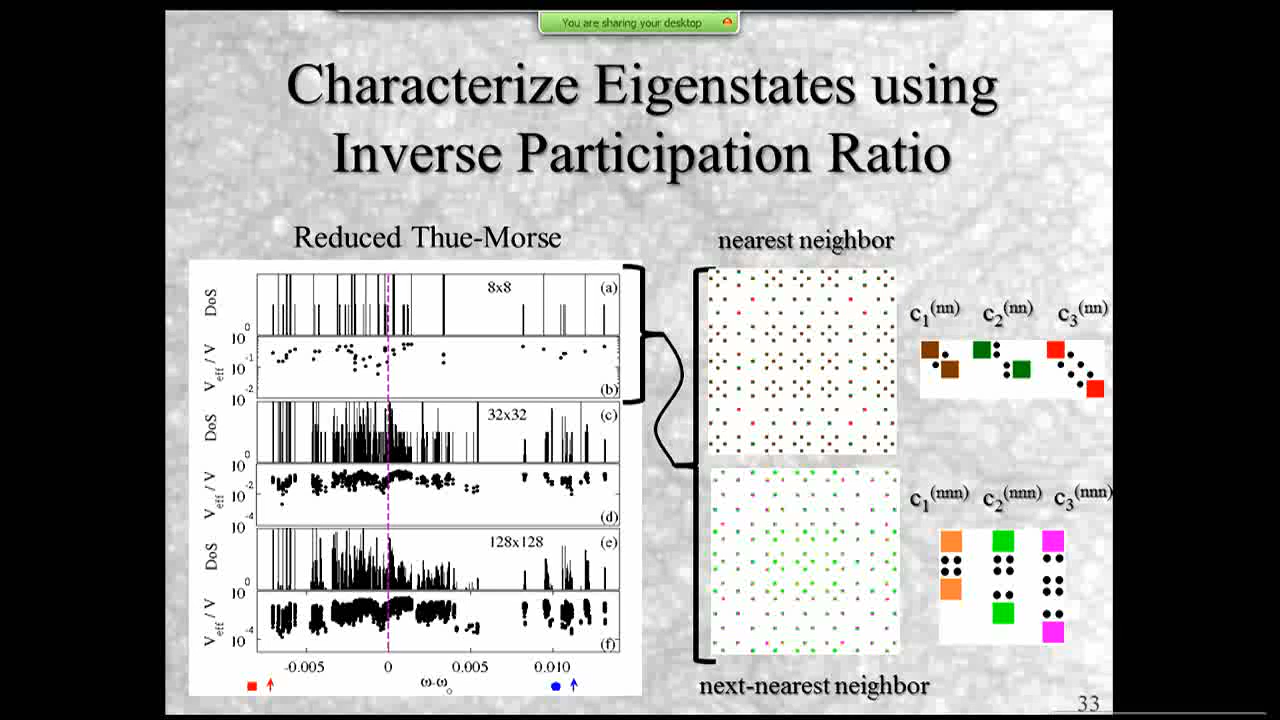 You are sharing your desktop
Characterize Eigenstates using
Inverse Participation Ratio
Reduced Thue-Morse
DoS
8x8
(a)
10^0
V_eff / V
10^-1
10^-2
(b)
DoS
32x32
(c)
10^0
V_eff / V
10^-2
10^-4
(d)
DoS
128x128
(e)
10^0
V_eff / V
10^-4
(f)
-0.005 0 0.005 0.010
ω-ω_o
nearest neighbor
c_1^(nn) c_2^(nn) c_3^(nn)
c_1^(nnn) c_2^(nnn) c_3^(nnn)
next-nearest neighbor
33